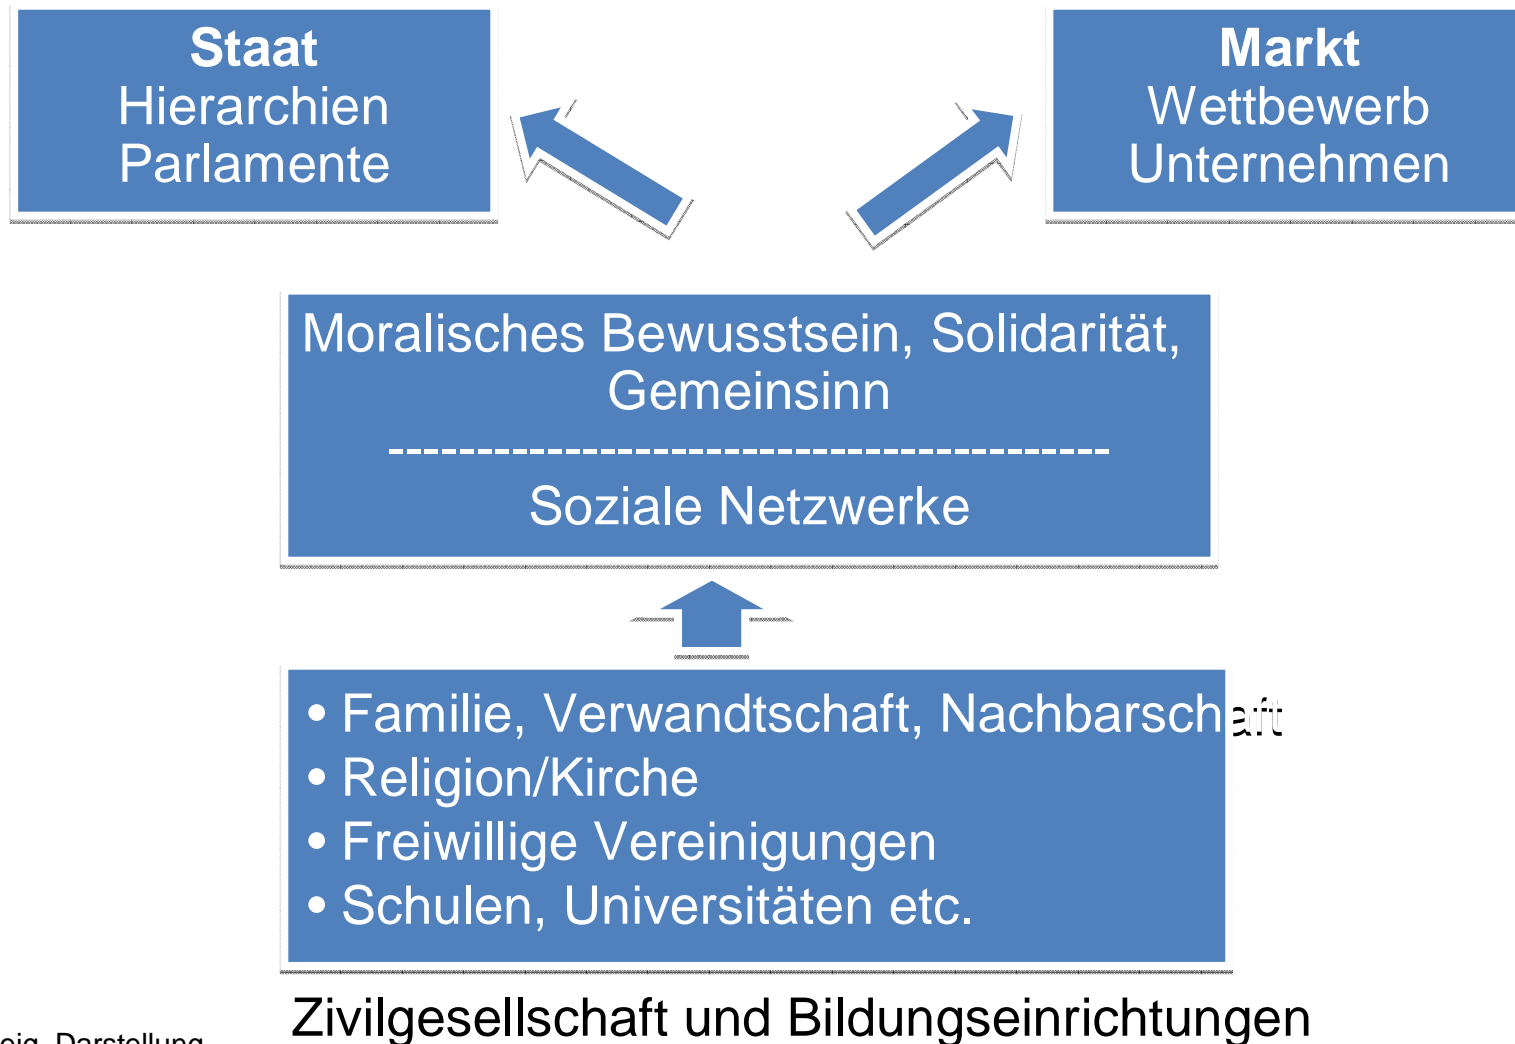 Staat
Hierarchien
Parlamente
Markt
Wettbewerb
Unternehmen
Moralisches Bewusstsein, Solidarität,
Gemeinsinn
-----------------------------------------
Soziale Netzwerke
• Familie, Verwandtschaft, Nachbarschaft
• Religion/Kirche
• Freiwillige Vereinigungen
• Schulen, Universitäten etc.
Zivilgesellschaft und Bildungseinrichtungen
eig. Darstellung